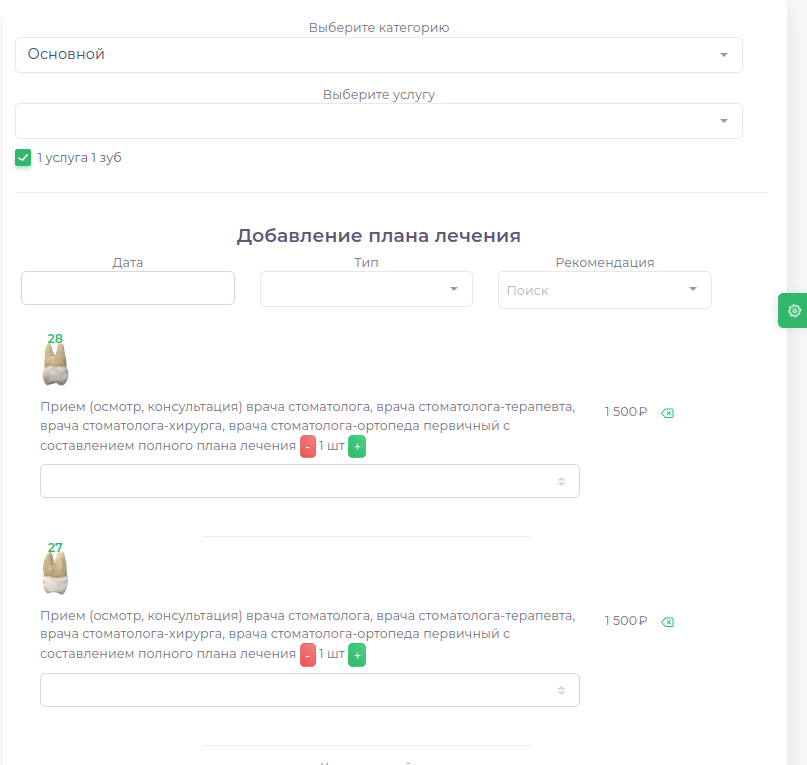 Выберите категорию
Основной
Выберите услугу
1 услуга 1 зуб
Добавление плана лечения
Дата Тип Рекомендация
Поиск
28
Прием (осмотр, консультация) врача стоматолога, врача стоматолога-терапевта, 1 500₽
врача стоматолога-хирурга, врача стоматолога-ортопеда первичный с
составлением полного плана лечения - 1 шт +
27
Прием (осмотр, консультация) врача стоматолога, врача стоматолога-терапевта, 1 500₽
врача стоматолога-хирурга, врача стоматолога-ортопеда первичный с
составлением полного плана лечения - 1 шт +